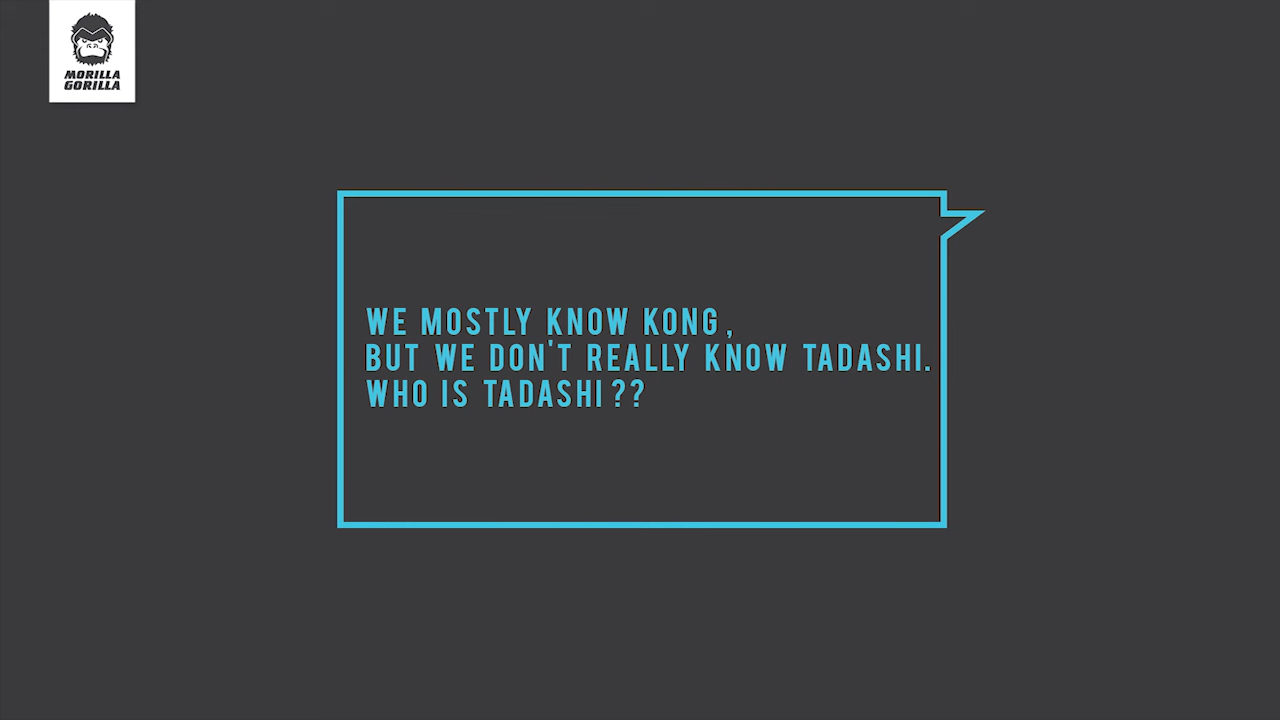 MORILLA
GORILLA
WE MOSTLY KNOW KONG,
BUT WE DON'T REALLY KNOW TADASHI.
WHO IS TADASHI??